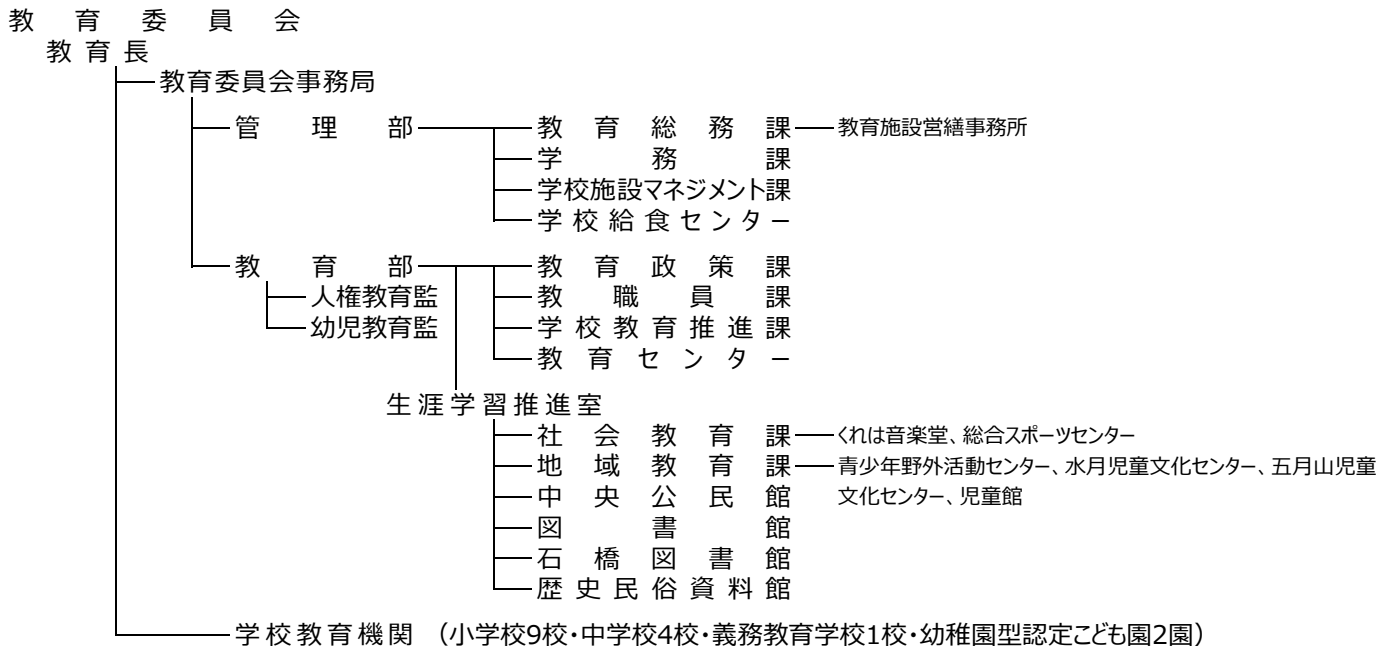 教育委員会
教育長
教育委員会事務局
管理部 教育総務課 教育施設営繕事務所
学務課
学校施設マネジメント課
学校給食センター
教育部 教育政策課
人権教育監 教職員課
幼児教育監 学校教育推進課
教育センター
生涯学習推進室
社会教育課 くれは音楽堂、総合スポーツセンター
地域教育課 青少年野外活動センター、水月児童文化センター、五月山児童
中央公民館 文化センター、児童館
図書館
石橋図書館
歴史民俗資料館
学校教育機関 （小学校9校・中学校4校・義務教育学校1校・幼稚園型認定こども園2園）